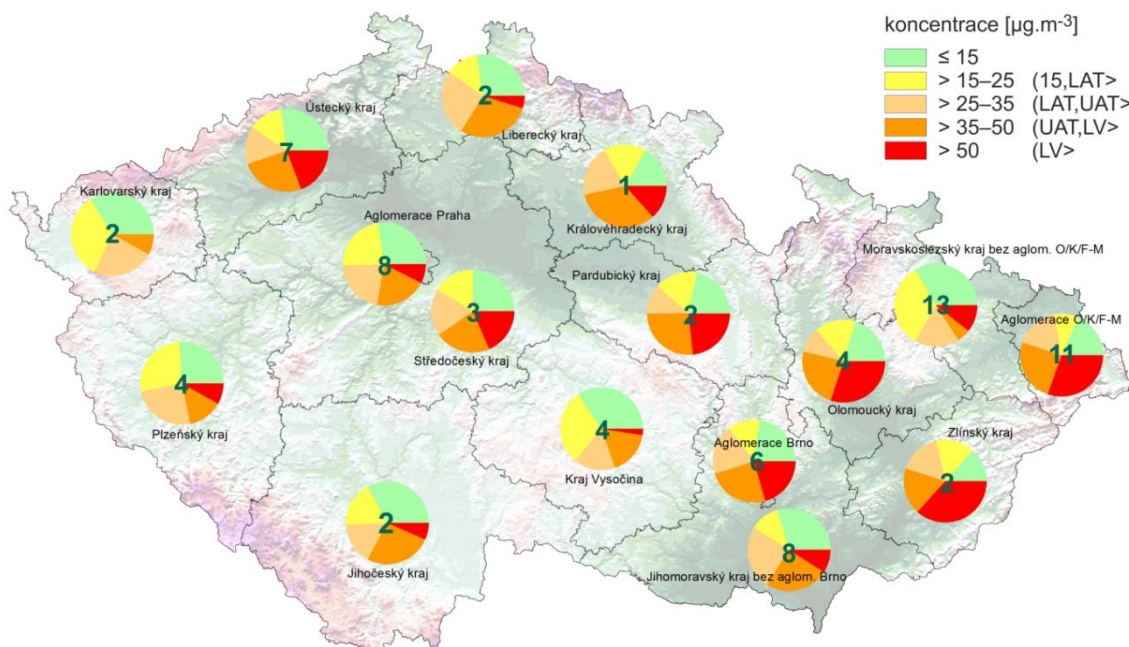 koncentrace [µg.m-3]
≤ 15
> 15–25 (15,LAT>
> 25–35 (LAT,UAT>
> 35–50 (UAT,LV>
> 50 (LV>
2
Liberecký kraj
Ústecký kraj
7
Karlovarský kraj
2
1
Královéhradecký kraj
Aglomerace Praha
8
3
Středočeský kraj
Pardubický kraj
2
Moravskoslezský kraj bez aglom. O/K/F-M
13
Aglomerace O/K/F-M
11
4
Olomoucký kraj
4
Plzeňský kraj
4
Kraj Vysočina
Aglomerace Brno
6
Zlínský kraj
2
2
Jihočeský kraj
8
Jihomoravský kraj bez aglom. Brno